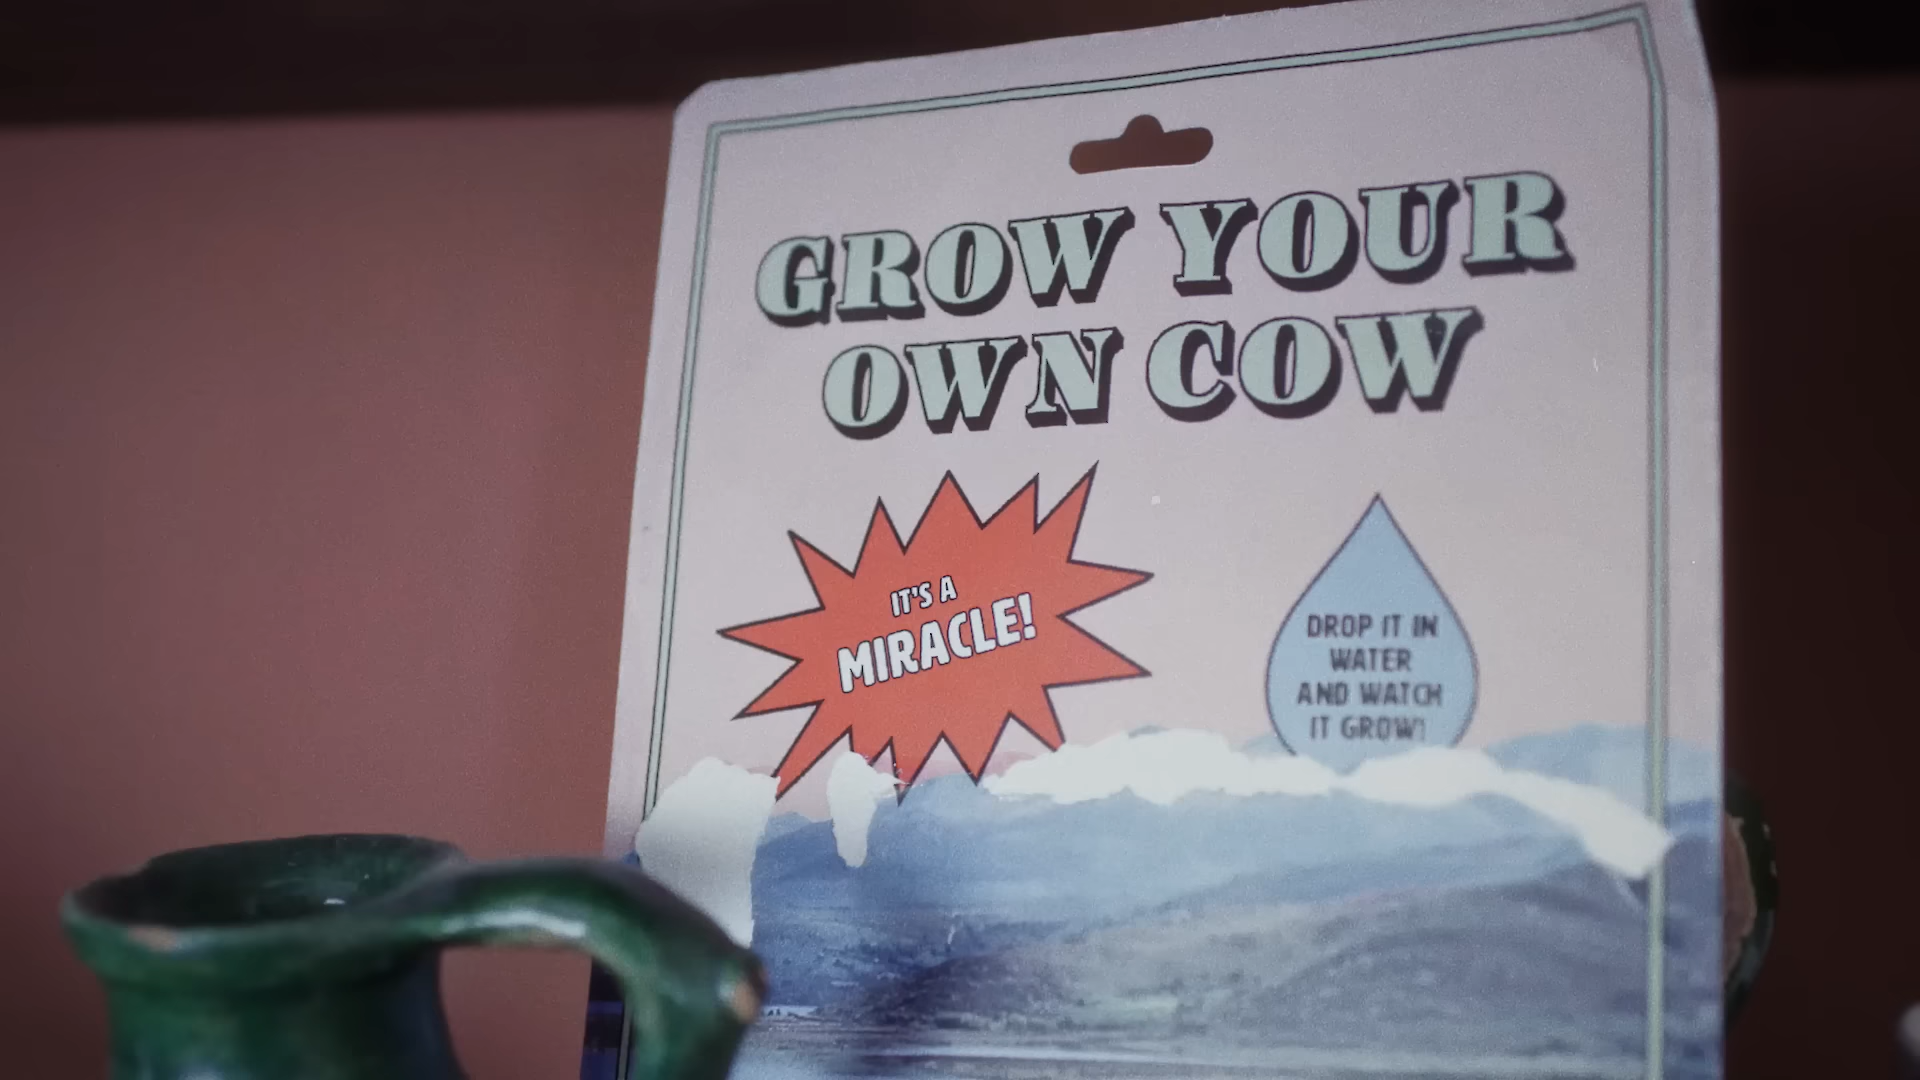 GROW YOUR
OWN COW
IT'S A
MIRACLE!
DROP IT IN
WATER
AND WATCH
IT GROW!